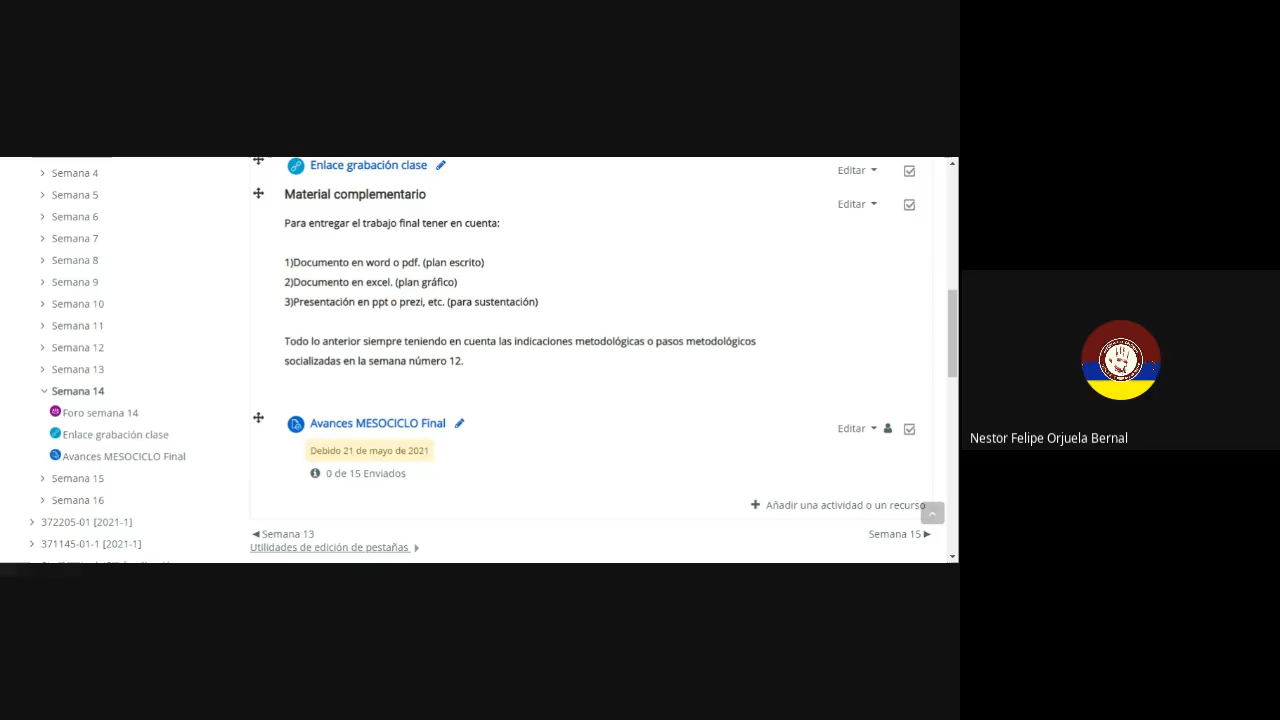 Semana 4
Semana 5
Semana 6
Semana 7
Semana 8
Semana 9
Semana 10
Semana 11
Semana 12
Semana 13
Semana 14
Foro semana 14
Enlace grabación clase
Avances MESOCICLO Final
Semana 15
Semana 16
372205-01 [2021-1]
371145-01-1 [2021-1]
Enlace grabación clase
Editar
Material complementario
Editar
Para entregar el trabajo final tener en cuenta:
1)Documento en word o pdf. (plan escrito)
2)Documento en excel. (plan gráfico)
3)Presentación en ppt o prezi, etc. (para sustentación)
Todo lo anterior siempre teniendo en cuenta las indicaciones metodológicas o pasos metodológicos
socializadas en la semana número 12.
Avances MESOCICLO Final
Editar
Debido 21 de mayo de 2021
0 de 15 Enviados
Añadir una actividad o un recurso
Semana 13
Semana 15
Utilidades de edición de pestañas
Nestor Felipe Orjuela Bernal